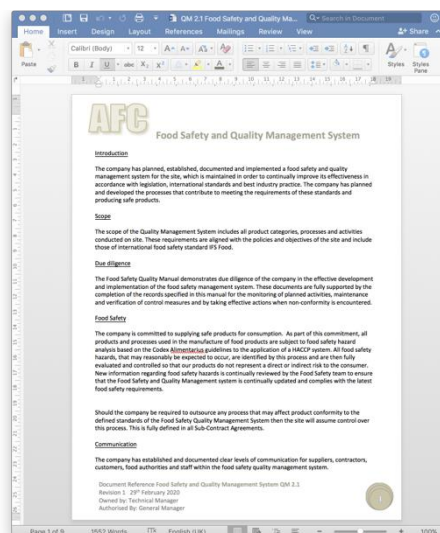 QM 2.1 Food Safety and Quality Ma...
Search in Document
Home Insert Design Layout References Mailings Review View Share
Calibri (Body) 12
Paste
Styles Styles Pane
AFC
Food Safety and Quality Management System
Introduction
The company has planned, established, documented and implemented a food safety and quality
management system for the site, which is maintained in order to continually improve its effectiveness in
accordance with legislation, international standards and best industry practice. The company has planned
and developed the processes that contribute to meeting the requirements of these standards and
producing safe products.
Scope
The scope of the Quality Management System includes all product categories, processes and activities
conducted on site. These requirements are aligned with the policies and objectives of the site and include
those of international food safety standard IFS Food.
Due diligence
The Food Safety Quality Manual demonstrates due diligence of the company in the effective development
and implementation of the food safety management system. These documents are fully supported by the
completion of the records specified in this manual for the monitoring of planned activities, maintenance
and verification of control measures and by taking effective actions when non-conformity is encountered.
Food Safety
The company is committed to supplying safe products for consumption. As part of this commitment, all
products and processes used in the manufacture of food products are subject to food safety hazard
analysis based on the Codex Alimentarius guidelines to the application of a HACCP system. All food safety
hazards, that may reasonably be expected to occur, are identified by this process and are then fully
evaluated and controlled so that our products do not represent a direct or indirect risk to the consumer.
New information regarding food safety hazards is continually reviewed by the Food Safety team to ensure
that the Food Safety and Quality Management system is continually updated and complies with the latest
food safety requirements.
Should the company be required to outsource any process that may affect product conformity to the
defined standards of the Food Safety Quality Management System then the site will assume control over
this process. This is fully defined in all Sub-Contract Agreements.
Communication
The company has established and documented clear levels of communication for suppliers, contractors,
customers, food authorities and staff within the food safety quality management system.
Document Reference Food Safety and Quality Management System QM 2.1
Revision 1 29th February 2020
Owned by: Technical Manager
Authorised By: General Manager
1
Page 1 of 9 1552 Words English (UK) 100%